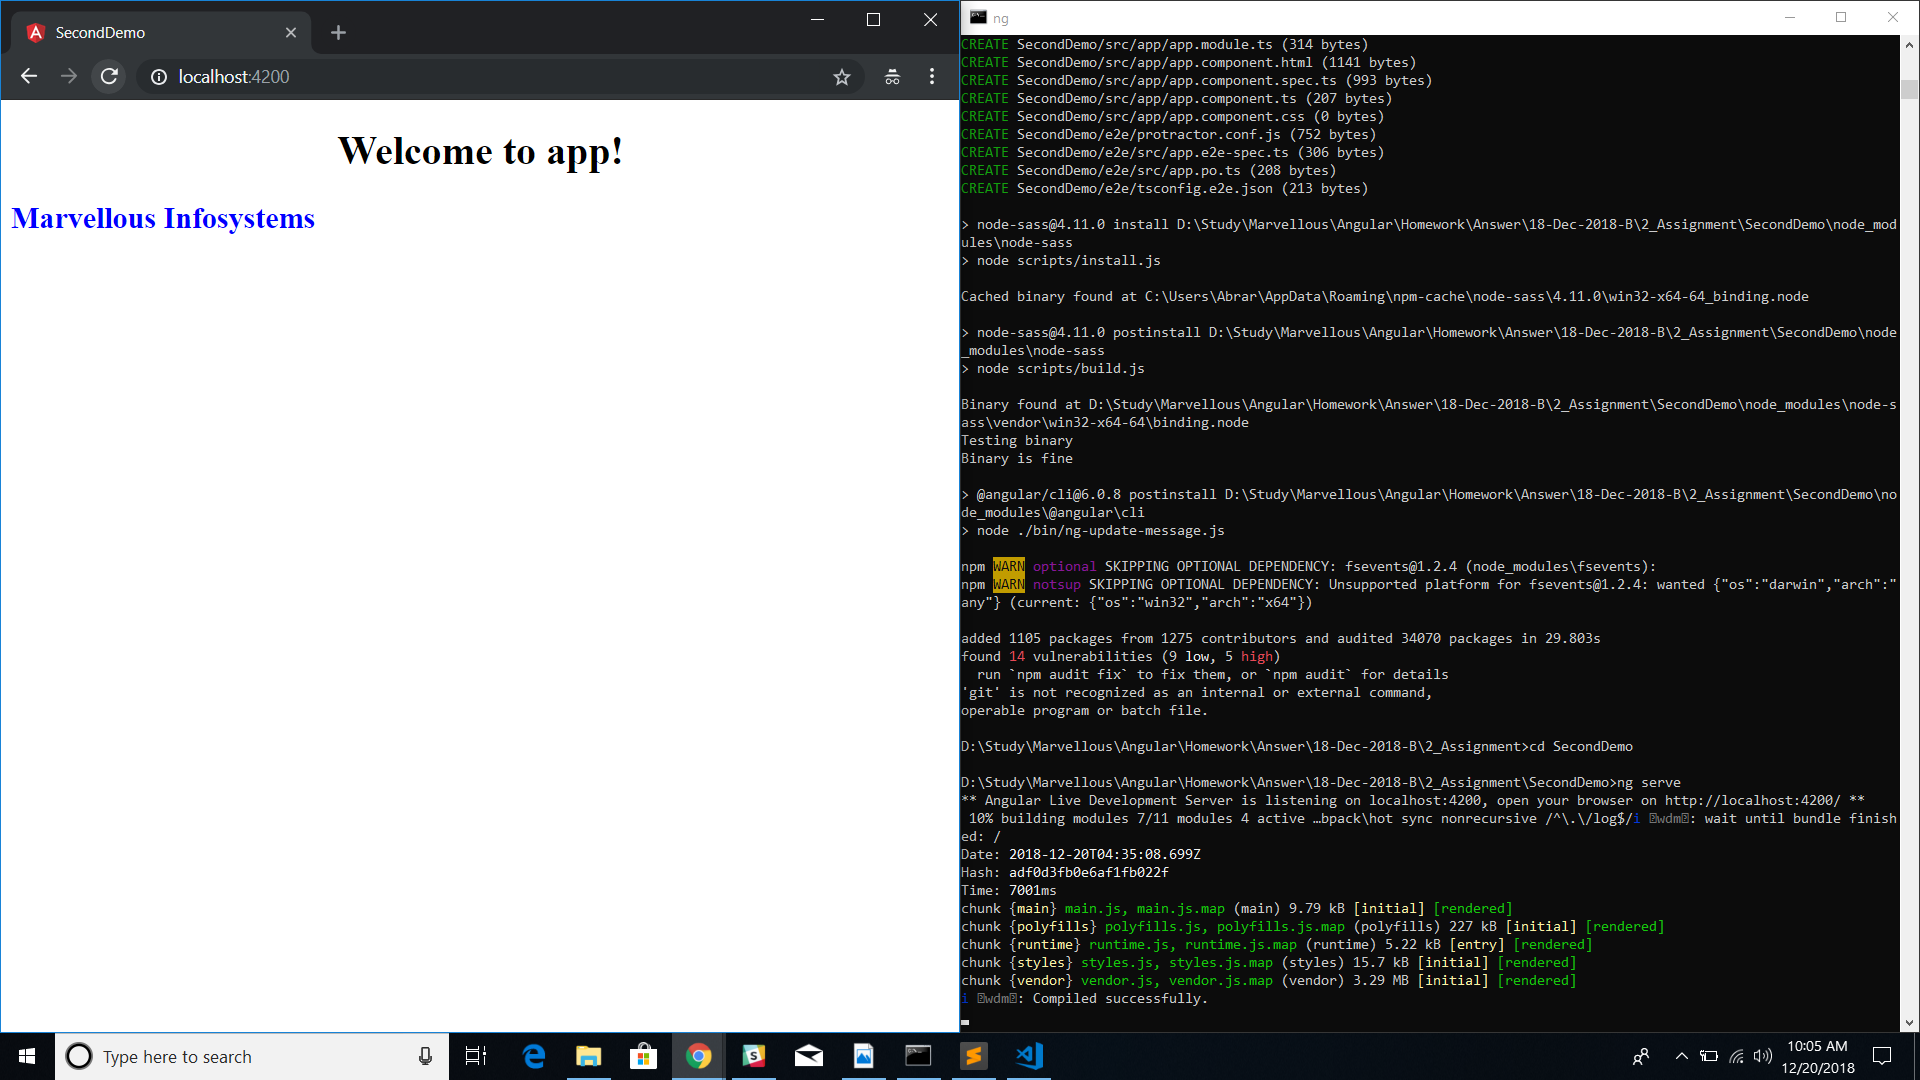 SecondDemo
localhost:4200
Welcome to app!
Marvellous Infosystems
ng
CREATE SecondDemo/src/app/app.module.ts (314 bytes)
CREATE SecondDemo/src/app/app.component.html (1141 bytes)
CREATE SecondDemo/src/app/app.component.spec.ts (993 bytes)
CREATE SecondDemo/src/app/app.component.ts (207 bytes)
CREATE SecondDemo/src/app/app.component.css (0 bytes)
CREATE SecondDemo/e2e/protractor.conf.js (752 bytes)
CREATE SecondDemo/e2e/src/app.e2e-spec.ts (306 bytes)
CREATE SecondDemo/e2e/src/app.po.ts (208 bytes)
CREATE SecondDemo/e2e/tsconfig.e2e.json (213 bytes)
> node-sass@4.11.0 install D:\Study\Marvellous\Angular\Homework\Answer\18-Dec-2018-B\2_Assignment\SecondDemo\node_mod
ules\node-sass
> node scripts/install.js
Cached binary found at C:\Users\Abrar\AppData\Roaming\npm-cache\node-sass\4.11.0\win32-x64-64_binding.node
> node-sass@4.11.0 postinstall D:\Study\Marvellous\Angular\Homework\Answer\18-Dec-2018-B\2_Assignment\SecondDemo\node
_modules\node-sass
> node scripts/build.js
Binary found at D:\Study\Marvellous\Angular\Homework\Answer\18-Dec-2018-B\2_Assignment\SecondDemo\node_modules\node-s
ass\vendor\win32-x64-64\binding.node
Testing binary
Binary is fine
> @angular/cli@6.0.8 postinstall D:\Study\Marvellous\Angular\Homework\Answer\18-Dec-2018-B\2_Assignment\SecondDemo\no
de_modules\@angular\cli
> node ./bin/ng-update-message.js
npm WARN optional SKIPPING OPTIONAL DEPENDENCY: fsevents@1.2.4 (node_modules\fsevents):
npm WARN notsup SKIPPING OPTIONAL DEPENDENCY: Unsupported platform for fsevents@1.2.4: wanted {"os":"darwin","arch":"
any"} (current: {"os":"win32","arch":"x64"})
added 1105 packages from 1275 contributors and audited 34070 packages in 29.803s
found 14 vulnerabilities (9 low, 5 high)
run `npm audit fix` to fix them, or `npm audit` for details
'git' is not recognized as an internal or external command,
operable program or batch file.
D:\Study\Marvellous\Angular\Homework\Answer\18-Dec-2018-B\2_Assignment>cd SecondDemo
D:\Study\Marvellous\Angular\Homework\Answer\18-Dec-2018-B\2_Assignment\SecondDemo>ng serve
** Angular Live Development Server is listening on localhost:4200, open your browser on http://localhost:4200/ **
10% building modules 7/11 modules 4 active …bpack\hot sync nonrecursive /^\.\/log$/i ｢wdm｣: wait until bundle finish
ed: /
Date: 2018-12-20T04:35:08.699Z
Hash: adf0d3fb0e6af1fb022f
Time: 7001ms
chunk {main} main.js, main.js.map (main) 9.79 kB [initial] [rendered]
chunk {polyfills} polyfills.js, polyfills.js.map (polyfills) 227 kB [initial] [rendered]
chunk {runtime} runtime.js, runtime.js.map (runtime) 5.22 kB [entry] [rendered]
chunk {styles} styles.js, styles.js.map (styles) 15.7 kB [initial] [rendered]
chunk {vendor} vendor.js, vendor.js.map (vendor) 3.29 MB [initial] [rendered]
i ｢wdm｣: Compiled successfully.
Type here to search
10:05 AM
12/20/2018